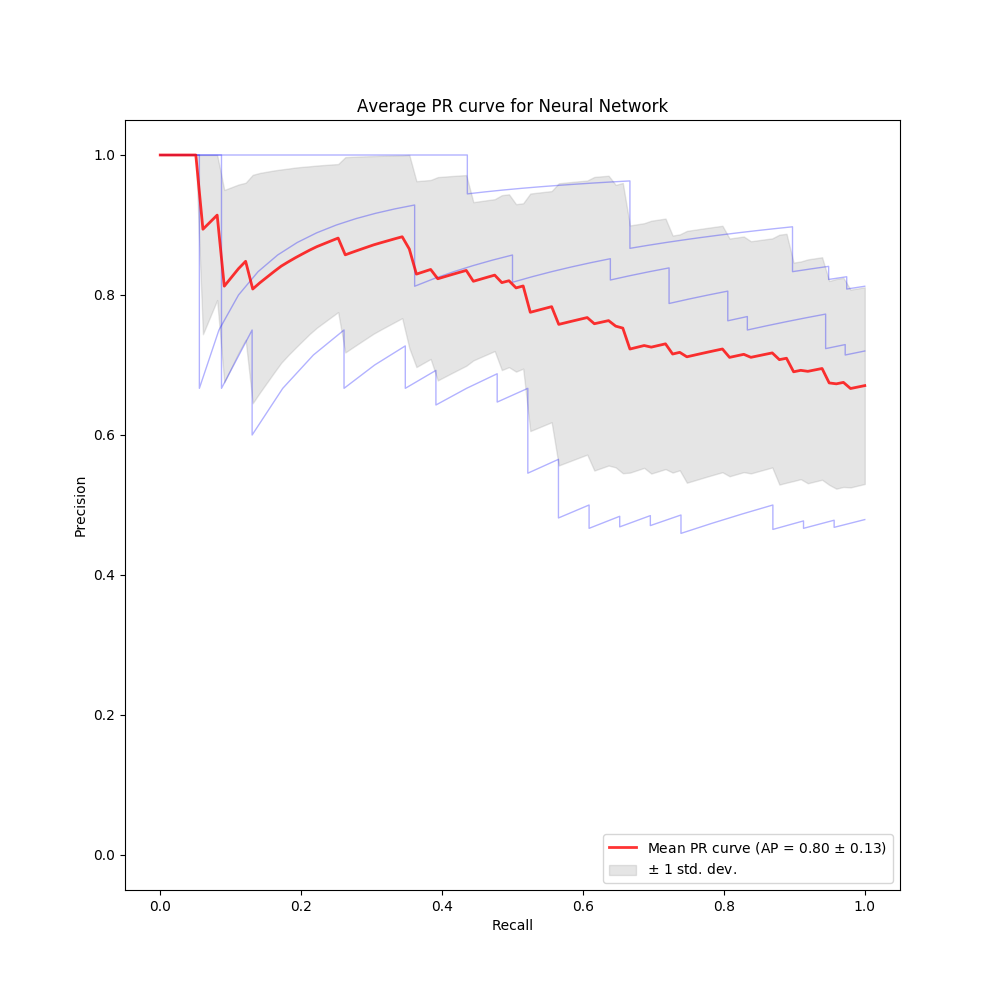 Average PR curve for Neural Network
1.0
0.8
0.6
0.4
0.2
0.0
Precision
0.0 0.2 0.4 0.6 0.8 1.0
Recall
Mean PR curve (AP = 0.80 ± 0.13)
± 1 std. dev.